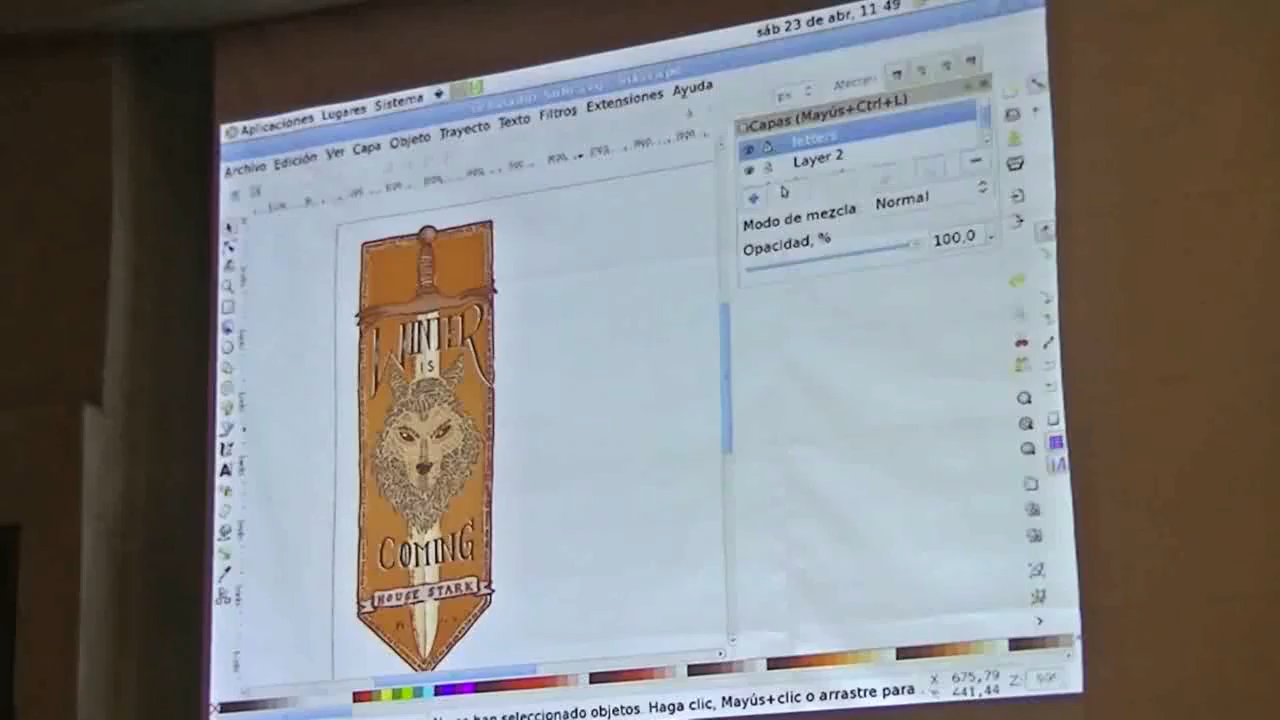 sáb 23 de abr, 11 49
Aplicaciones Lugares Sistema
Archivo Edición Ver Capa Objeto Trayecto Texto Filtros Extensiones Ayuda
Capas (Mayús+Ctrl+L)
letters
Layer 2
Modo de mezcla Normal
Opacidad, % 100,0
WINTER
IS
COMING
HOUSE STARK
han seleccionado objetos. Haga clic, Mayús+clic o arrastre para
X 675,79
Y 441,44
Z: